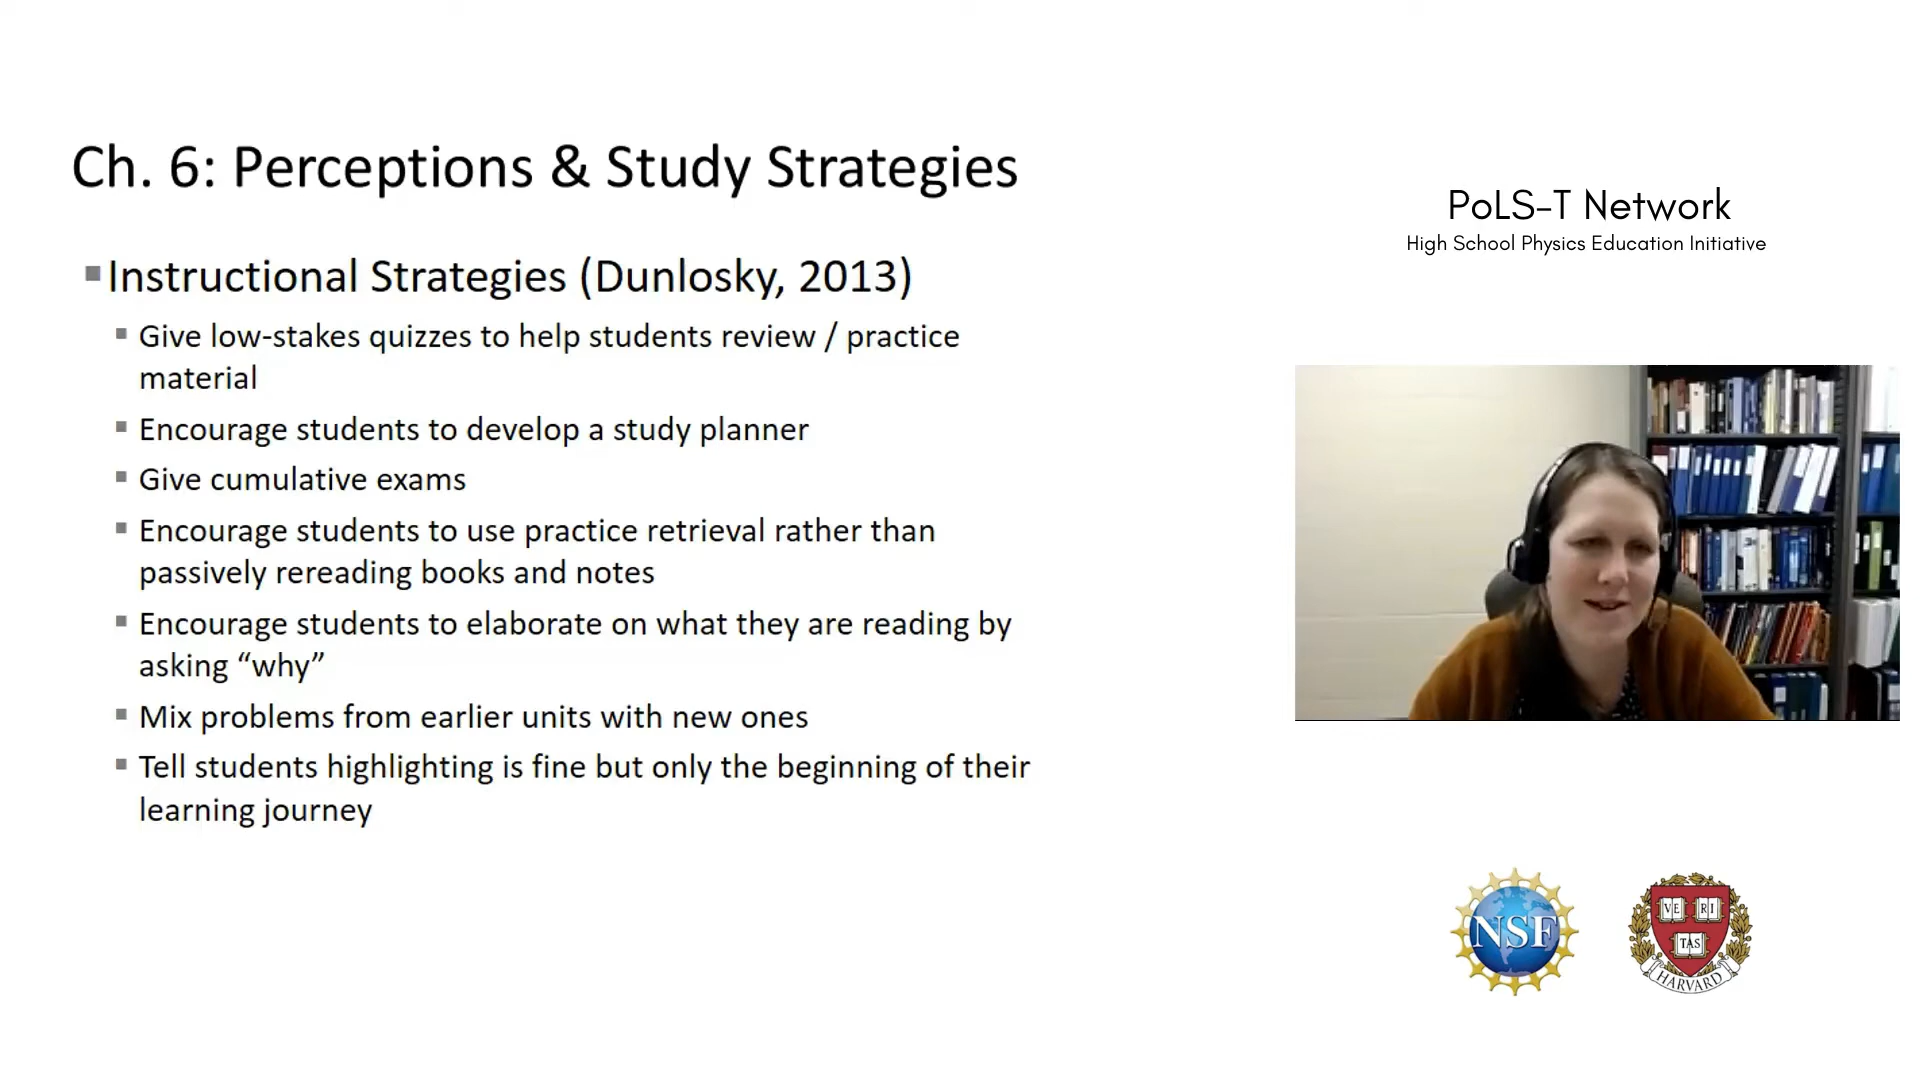 Ch. 6: Perceptions & Study Strategies
Instructional Strategies (Dunlosky, 2013)
Give low-stakes quizzes to help students review / practice
material
Encourage students to develop a study planner
Give cumulative exams
Encourage students to use practice retrieval rather than
passively rereading books and notes
Encourage students to elaborate on what they are reading by
asking “why”
Mix problems from earlier units with new ones
Tell students highlighting is fine but only the beginning of their
learning journey
PoLS-T Network
High School Physics Education Initiative
NSF
VE RI
TAS
HARVARD